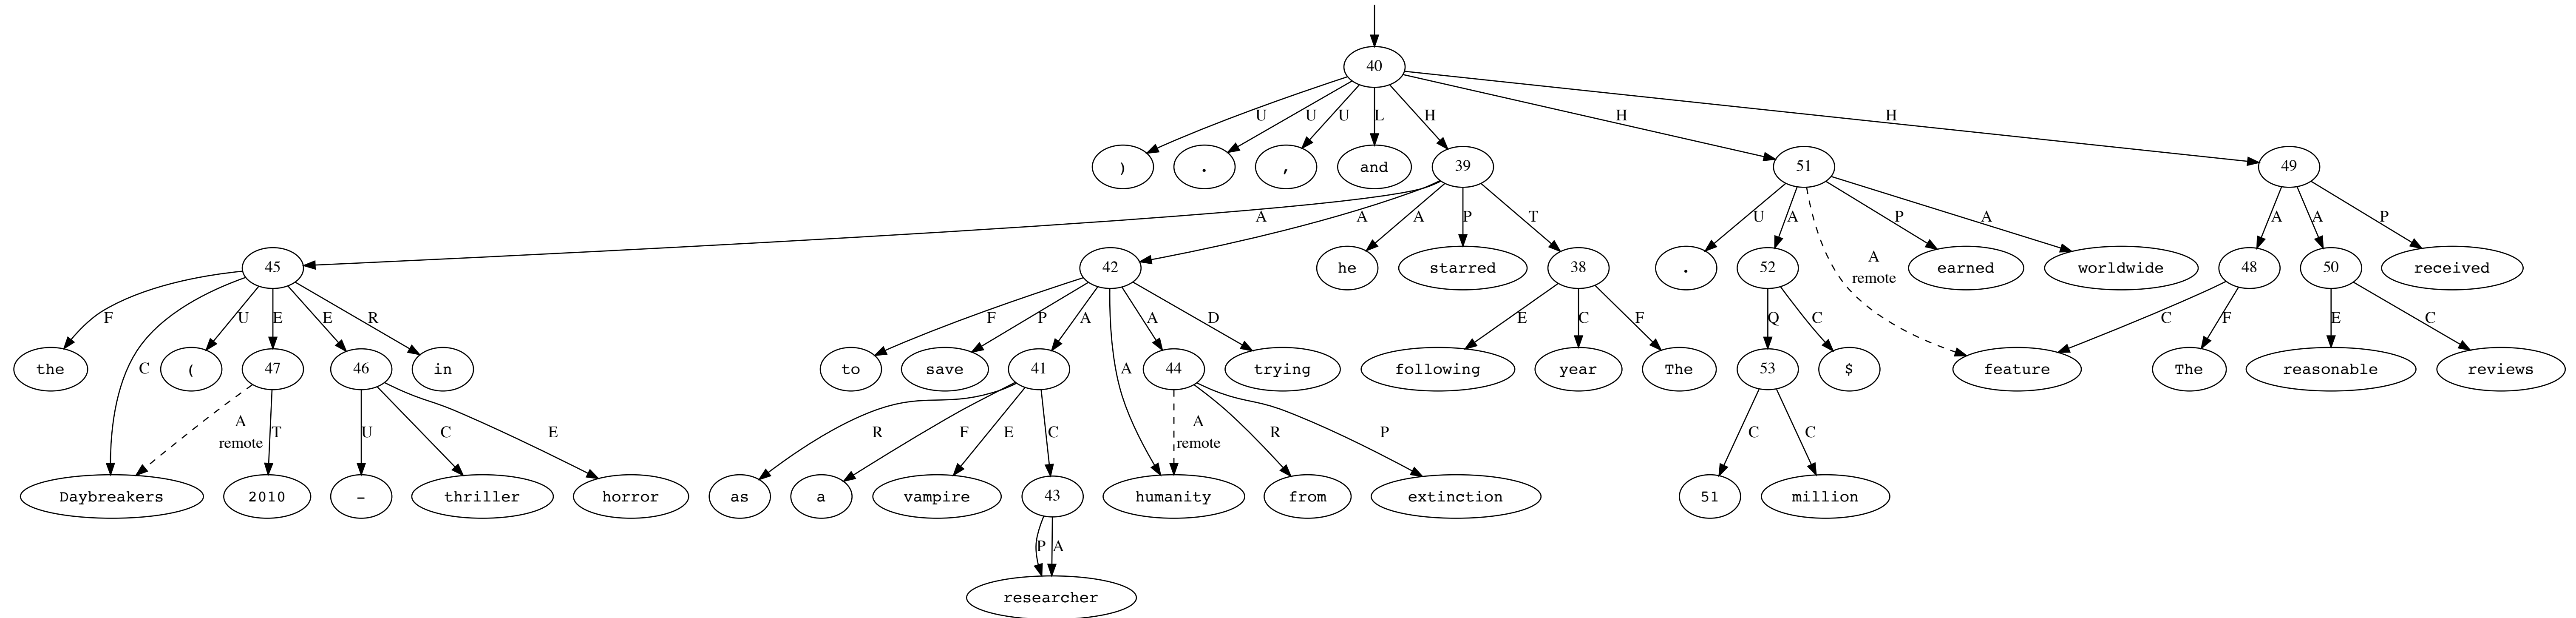 40
U U U L H H H
) . , and 39 51 49
A A A P T U A A remote P A A A P
45 42 he starred 38 . 52 earned worldwide 48 50 received
F C U E E R F P A A A D E C F Q C C F E C
the ( 47 46 in to save 41 44 trying following year The 53 $ feature The reasonable reviews
A remote T U C E R F E C A remote R P C C
Daybreakers 2010 - thriller horror as a vampire 43 humanity from extinction 51 million
P A
researcher